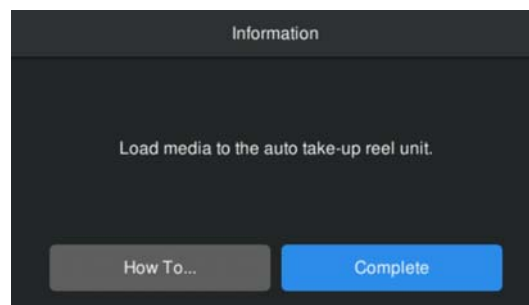 Information
Load media to the auto take-up reel unit.
How To...
Complete